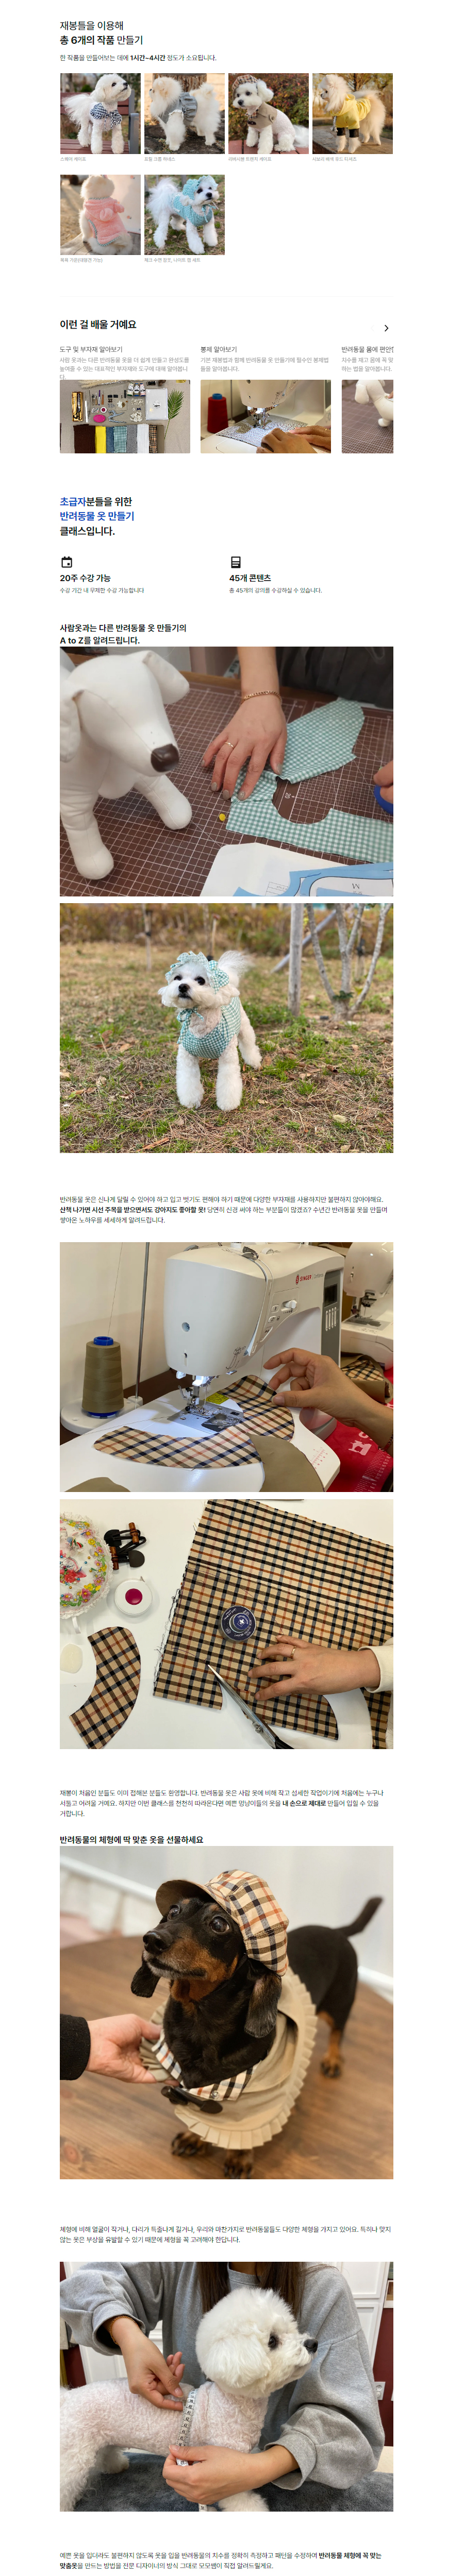 재봉틀을 이용해
총 6개의 작품 만들기
한 작품을 만들어보는 데에 1시간~4시간 정도가 소요됩니다.
스퀘어 케이프
프릴 크롭 하네스
리버시블 트렌치 케이프
시보리 배색 후드 티셔츠
이런 걸 배울 거예요
도구 및 부자재 알아보기
사람 옷과는 다른 반려동물 옷을 더 쉽게 만들고 완성도를
높여줄 수 있는 대표적인 부자재와 도구에 대해 알아봅니
다.
봉제 알아보기
기본 재봉법과 함께 반려동물 옷 만들기에 필수인 봉제법
등을 알아봅니다.
반려동물 몸에 편안한
치수를 재고 몸에 꼭 맞
하는 법을 알아봅니다.
초급자분들을 위한
반려동물 옷 만들기
클래스입니다.
20주 수강 가능
수강 기간 내 무제한 수강 가능합니다
45개 콘텐츠
총 45개의 강의를 수강하실 수 있습니다.
사람옷과는 다른 반려동물 옷 만들기의
A to Z를 알려드립니다.
반려동물 옷은 신나게 달릴 수 있어야 하고 입고 벗기도 편해야 하기 때문에 다양한 부자재를 사용하지만 불편하지 않아야해요.
산책 나가면 시선 주목을 받으면서도 강아지도 좋아할 옷! 당연히 신경 써야 하는 부분들이 많겠죠? 수년간 반려동물 옷을 만들며
쌓아온 노하우를 세세하게 알려드립니다.
SINGER
재봉이 처음인 분들도 이미 접해본 분들도 환영합니다. 반려동물 옷은 사람 옷에 비해 작고 섬세한 작업이기에 처음에는 누구나
서툴고 어려울 거예요. 하지만 이번 클래스를 천천히 따라온다면 예쁜 멍냥이들의 옷을 내 손으로 제대로 만들어 입힐 수 있을
거랍니다.
반려동물의 체형에 딱 맞춘 옷을 선물하세요
체형에 비해 얼굴이 작거나, 다리가 특출나게 길거나, 우리와 마찬가지로 반려동물들도 다양한 체형을 가지고 있어요. 특히나 맞지
않는 옷은 부상을 유발할 수 있기 때문에 체형을 꼭 고려해야 한답니다.
예쁜 옷을 입더라도 불편하지 않도록 옷을 입을 반려동물의 치수를 정확히 측정하고 패턴을 수정하여 반려동물 체형에 꼭 맞는
맞춤옷을 만드는 방법을 전문 디자이너의 방식 그대로 모모쌤이 직접 알려드릴게요.